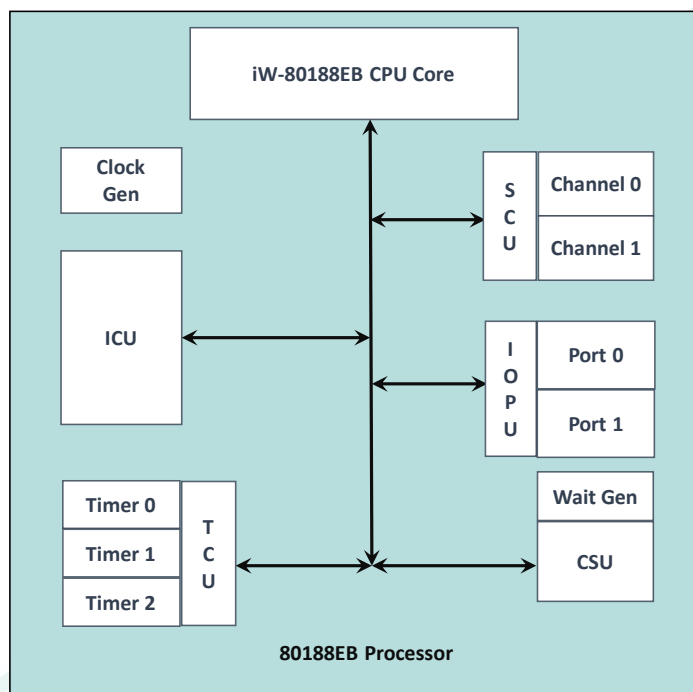 iW-80188EB CPU Core
Clock
Gen
S
C
U
Channel 0
Channel 1
ICU
I
O
P
U
Port 0
Port 1
Timer 0
Timer 1
Timer 2
T
C
U
Wait Gen
CSU
80188EB Processor